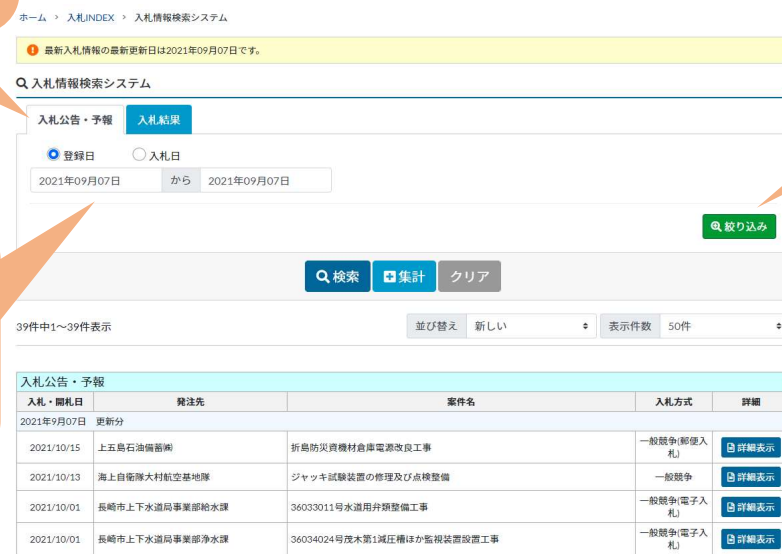 ホーム > 入札INDEX > 入札情報検索システム
最新入札情報の最新更新日は2021年09月07日です。
入札情報検索システム
入札公告・予報 入札結果
登録日 入札日
2021年09月07日 から 2021年09月07日
絞り込み
検索 集計 クリア
39件中1〜39件表示 並び替え 新しい 表示件数 50件
入札公告・予報
入札・開札日 発注先 案件名 入札方式 詳細
2021年9月07日 更新分
2021/10/15 上五島石油備蓄㈱ 折島防災資機材倉庫電源改良工事 一般競争(郵便入札) 詳細表示
2021/10/13 海上自衛隊大村航空基地隊 ジャッキ試験装置の修理及び点検整備 一般競争 詳細表示
2021/10/01 長崎市上下水道局事業部給水課 36033011号水道用弁類整備工事 一般競争(電子入札) 詳細表示
2021/10/01 長崎市上下水道局事業部浄水課 36034024号茂木第1減圧槽ほか監視装置設置工事 一般競争(電子入札) 詳細表示